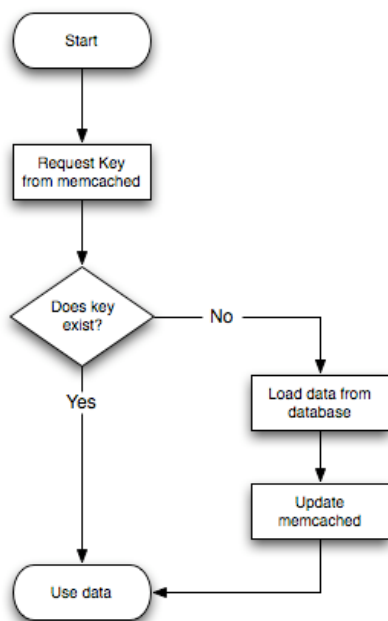 Start
Request Key
from memcached
Does key
exist?
No
Yes
Load data from
database
Update
memcached
Use data